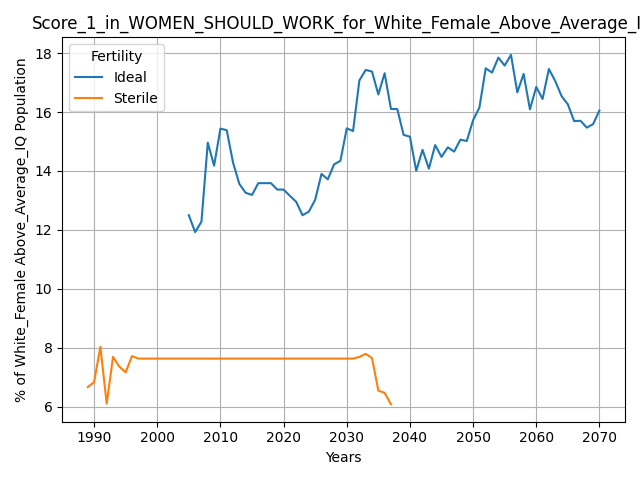 Score_1_in_WOMEN_SHOULD_WORK_for_White_Female_Above_Average_I
Fertility
Ideal
Sterile
% of White_Female Above_Average_IQ Population
18
16
14
12
10
8
6
1990 2000 2010 2020 2030 2040 2050 2060 2070
Years